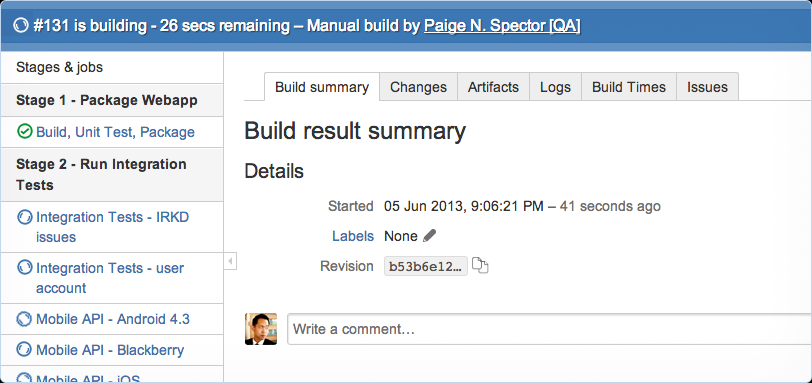 #131 is building - 26 secs remaining – Manual build by Paige N. Spector [QA]
Stages & jobs
Stage 1 - Package Webapp
Build, Unit Test, Package
Stage 2 - Run Integration
Tests
Integration Tests - IRKD
issues
Integration Tests - user
account
Mobile API - Android 4.3
Mobile API - Blackberry
Mobile API - iOS
Build summary
Changes
Artifacts
Logs
Build Times
Issues
Build result summary
Details
Started 05 Jun 2013, 9:06:21 PM – 41 seconds ago
Labels None
Revision b53b6e12…
Write a comment…